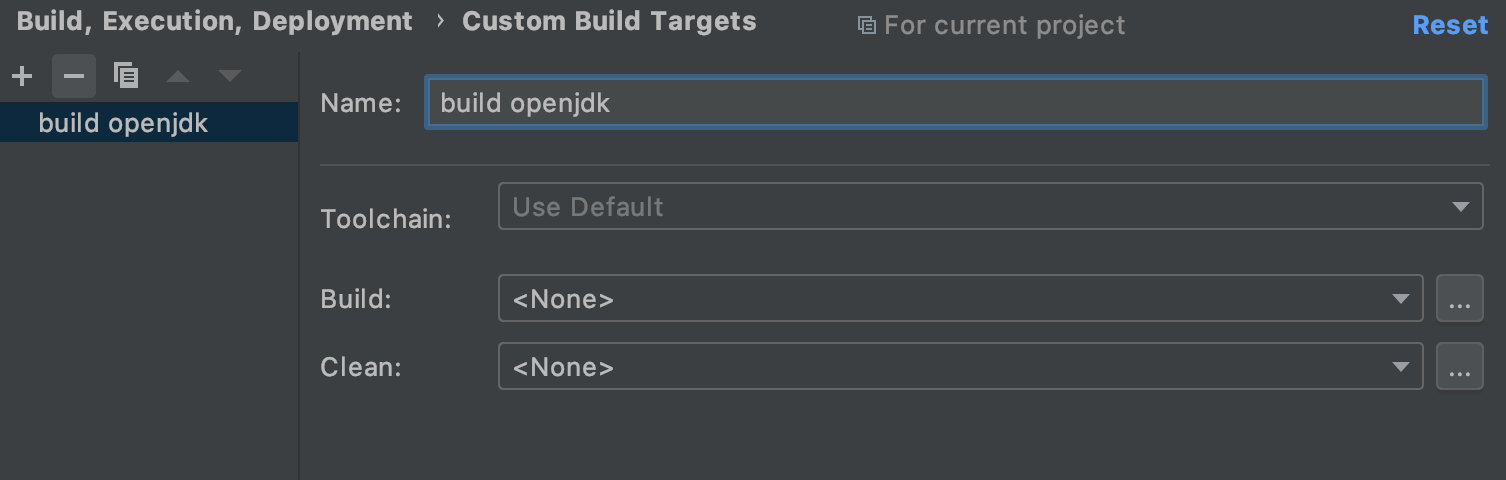 Build, Execution, Deployment › Custom Build Targets For current project Reset
build openjdk
Name: build openjdk
Toolchain: Use Default
Build: <None> ...
Clean: <None> ...